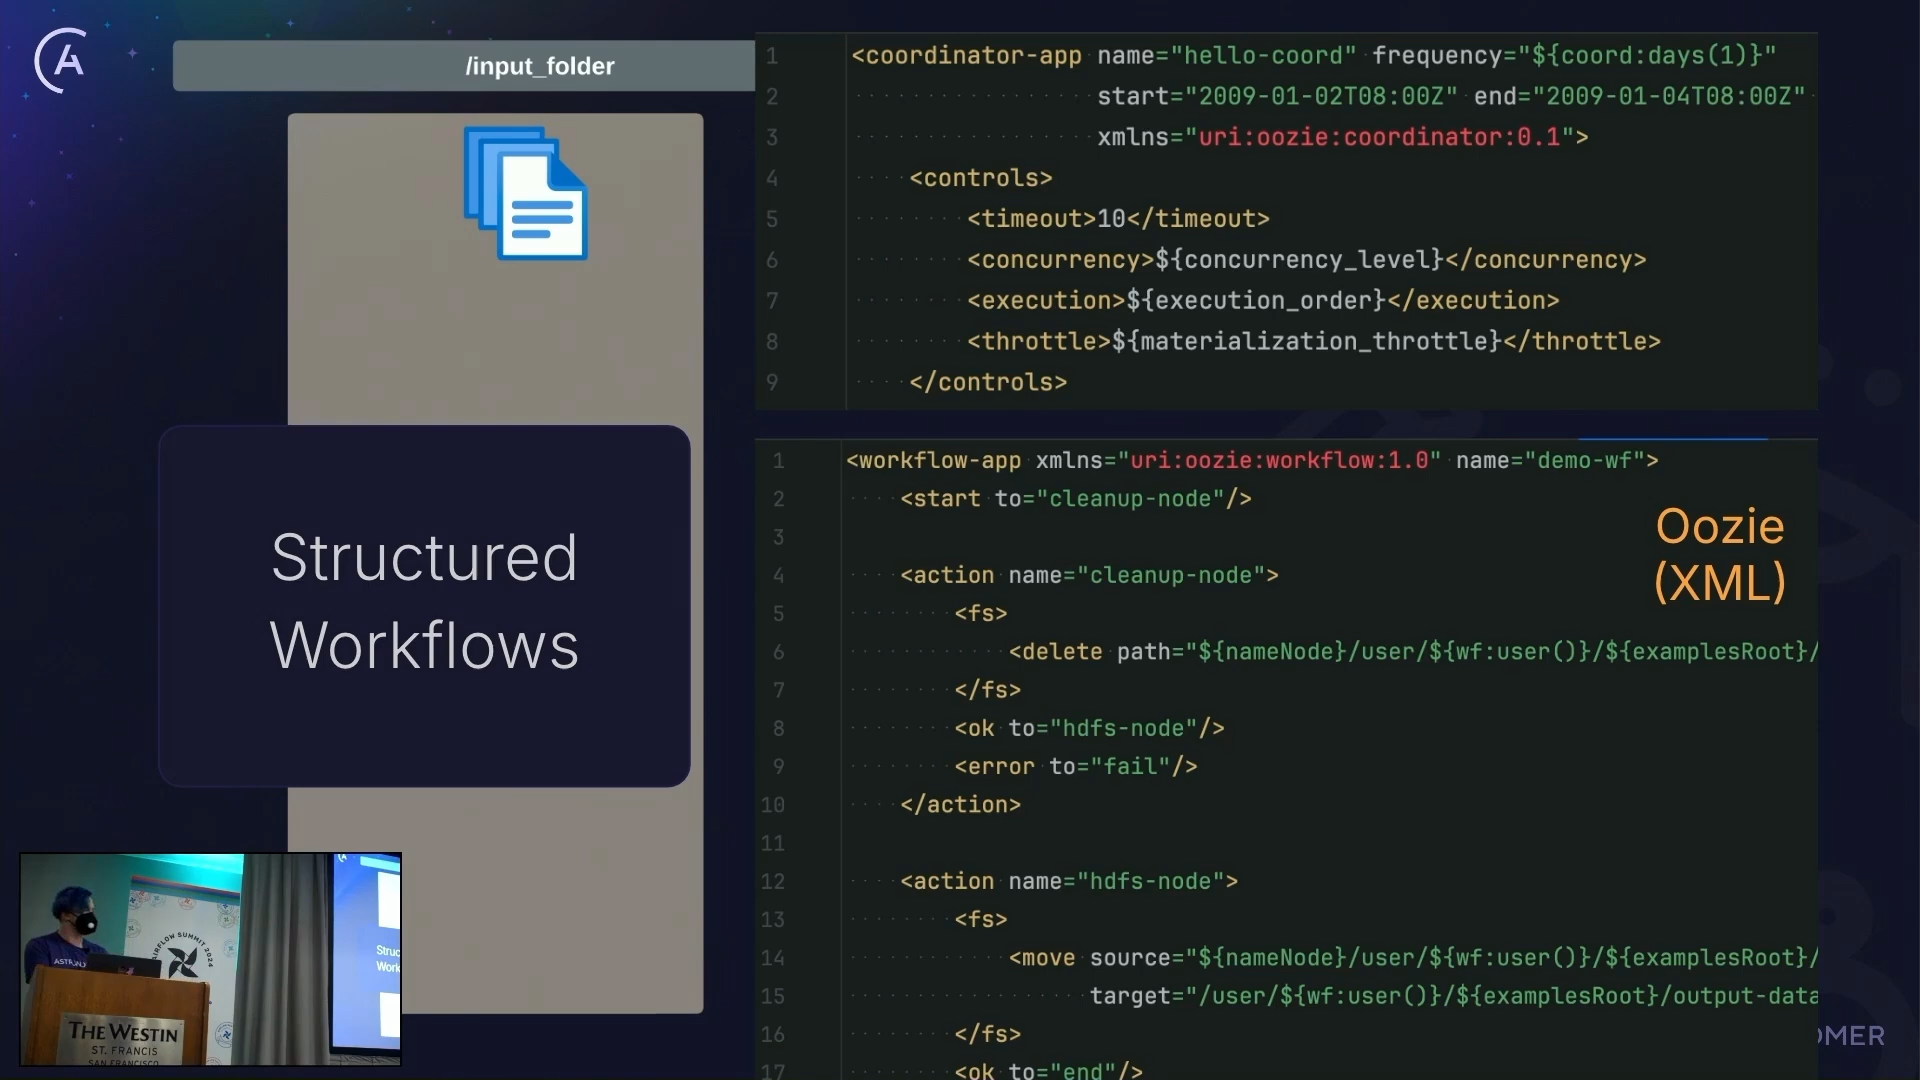 /input_folder
Structured
Workflows
1 <coordinator-app name="hello-coord" frequency="${coord:days(1)}"
2 start="2009-01-02T08:00Z" end="2009-01-04T08:00Z"
3 xmlns="uri:oozie:coordinator:0.1">
4 <controls>
5 <timeout>10</timeout>
6 <concurrency>${concurrency_level}</concurrency>
7 <execution>${execution_order}</execution>
8 <throttle>${materialization_throttle}</throttle>
9 </controls>
1 <workflow-app xmlns="uri:oozie:workflow:1.0" name="demo-wf">
2 <start to="cleanup-node"/>
3
4 <action name="cleanup-node">
5 <fs>
6 <delete path="${nameNode}/user/${wf:user()}/${examplesRoot}/
7 </fs>
8 <ok to="hdfs-node"/>
9 <error to="fail"/>
10 </action>
11
12 <action name="hdfs-node">
13 <fs>
14 <move source="${nameNode}/user/${wf:user()}/${examplesRoot}/
15 target="/user/${wf:user()}/${examplesRoot}/output-data
16 </fs>
17 <ok to="end"/>
Oozie
(XML)
OMER
AIRFLOW SUMMIT 2024
THE WESTIN
ST. FRANCIS
SAN FRANCISCO